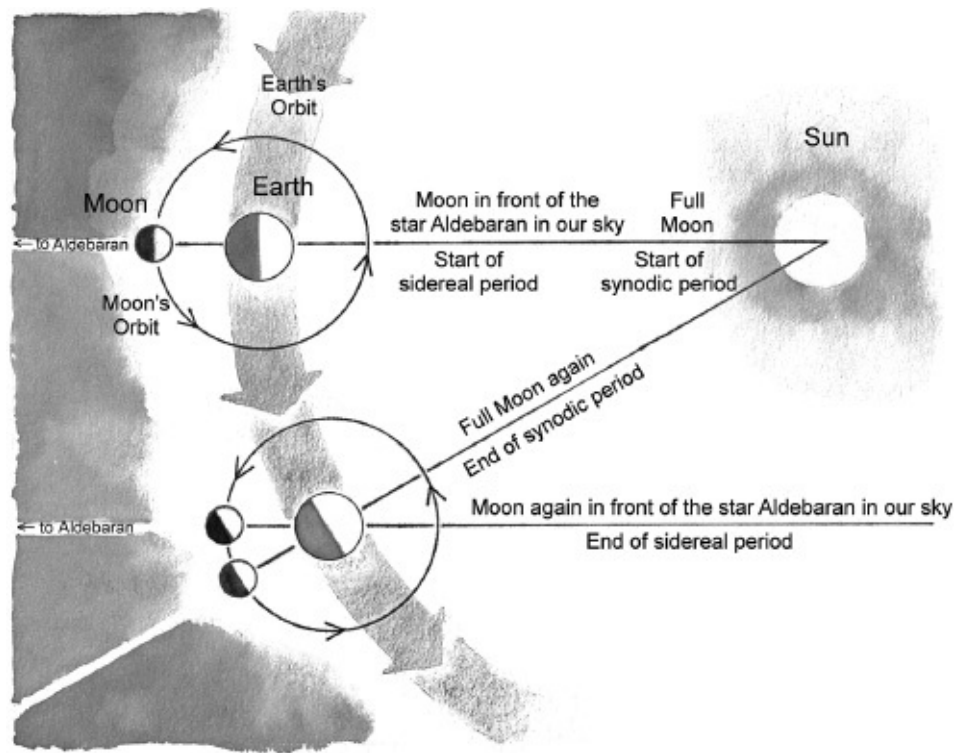 Earth's
Orbit
Sun
Earth
Moon
Moon in front of the
star Aldebaran in our sky
Full
Moon
← to Aldebaran
Start of
sidereal period
Start of
synodic period
Moon's
Orbit
Full Moon again
End of synodic period
Moon again in front of the star Aldebaran in our sky
← to Aldebaran
End of sidereal period